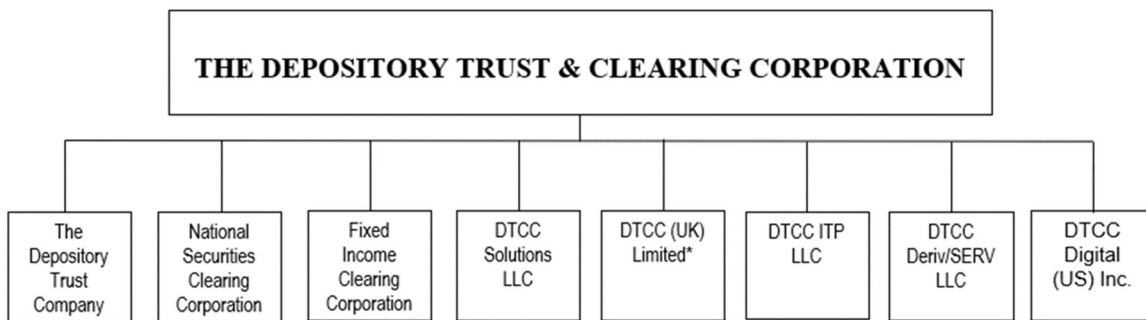 THE DEPOSITORY TRUST & CLEARING CORPORATION
The
Depository
Trust
Company
National
Securities
Clearing
Corporation
Fixed
Income
Clearing
Corporation
DTCC
Solutions
LLC
DTCC (UK)
Limited*
DTCC ITP
LLC
DTCC
Deriv/SERV
LLC
DTCC
Digital
(US) Inc.